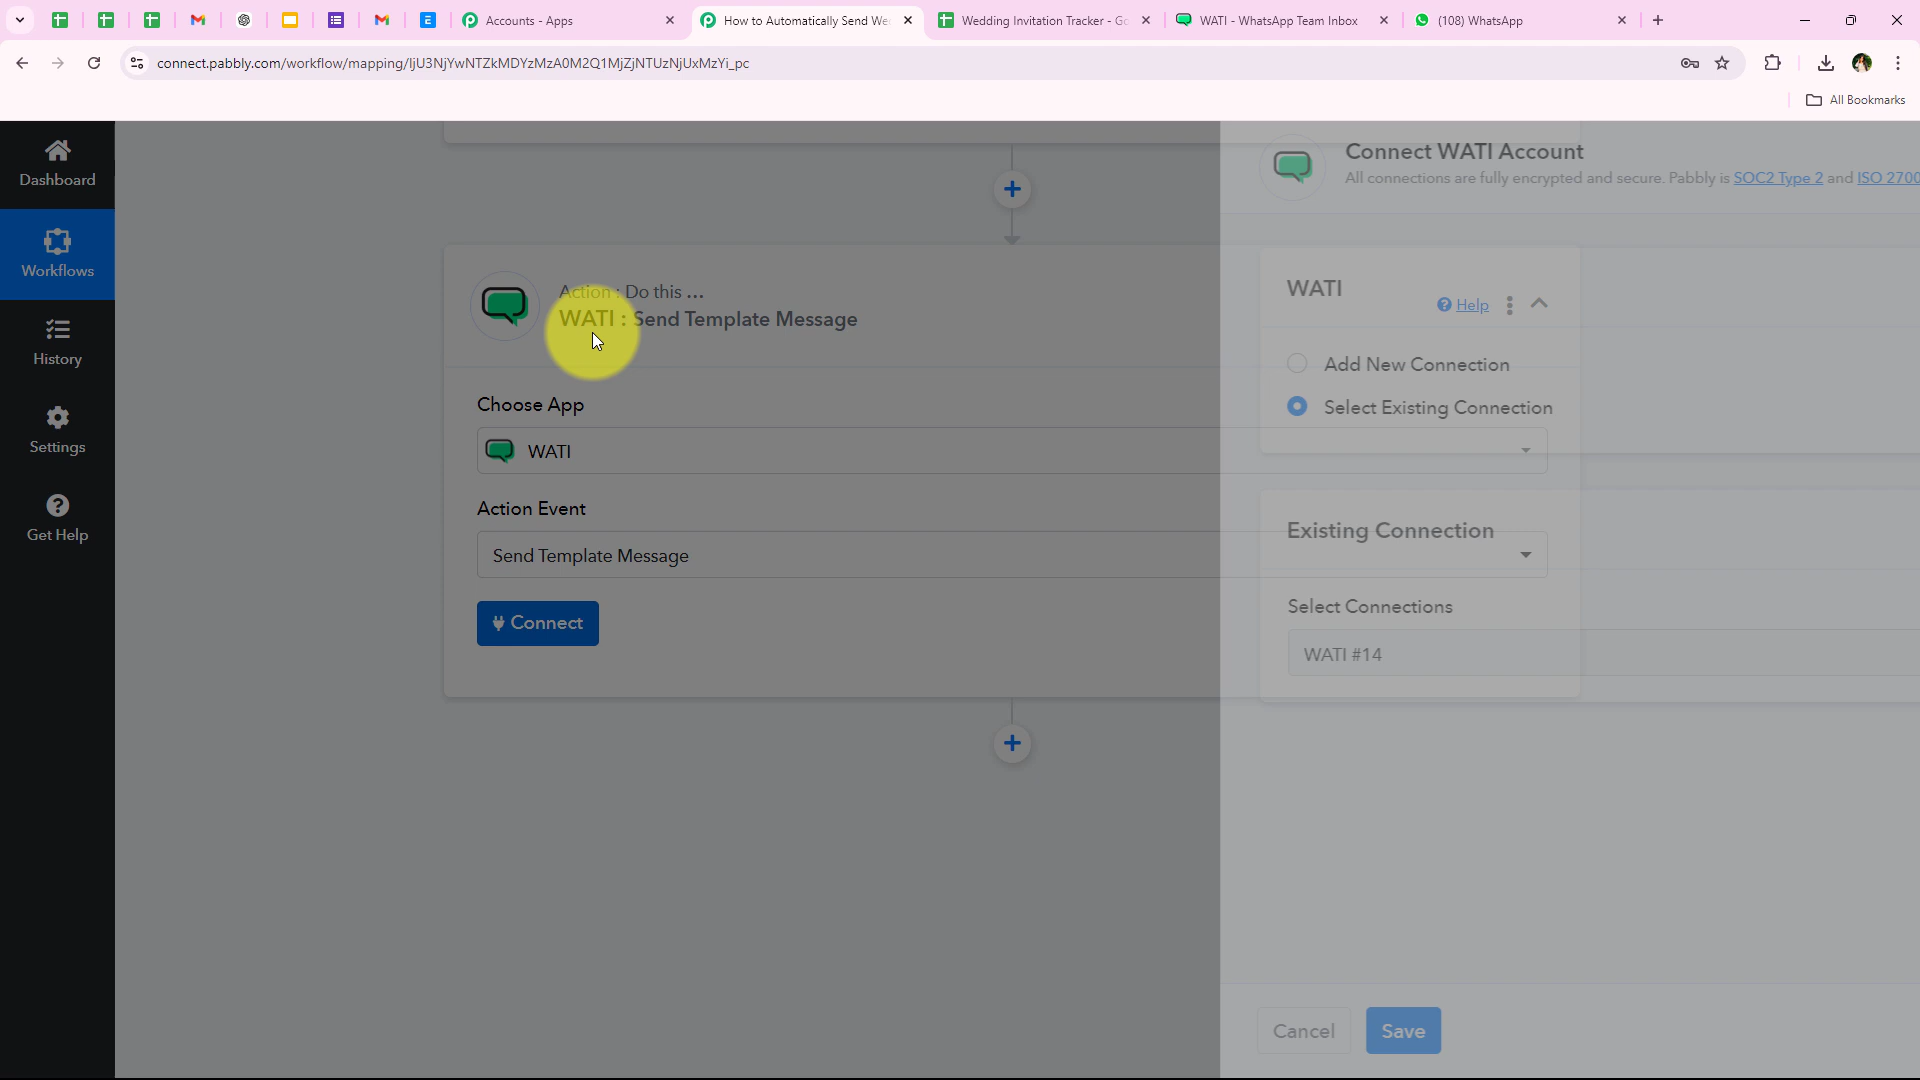 Accounts - Apps
How to Automatically Send We
Wedding Invitation Tracker - Go
WATI - WhatsApp Team Inbox
(108) WhatsApp
connect.pabbly.com/workflow/mapping/IjU3NjYwNTZkMDYzMzA0M2Q1MjZjNTUzNjUxMzYi_pc
All Bookmarks
Dashboard
Workflows
History
Settings
Get Help
Action : Do this ...
WATI : Send Template Message
Choose App
WATI
Action Event
Send Template Message
Connect
Connect WATI Account
All connections are fully encrypted and secure. Pabbly is SOC2 Type 2 and ISO 2700
WATI
Help
Add New Connection
Select Existing Connection
Existing Connection
Select Connections
WATI #14
Cancel
Save